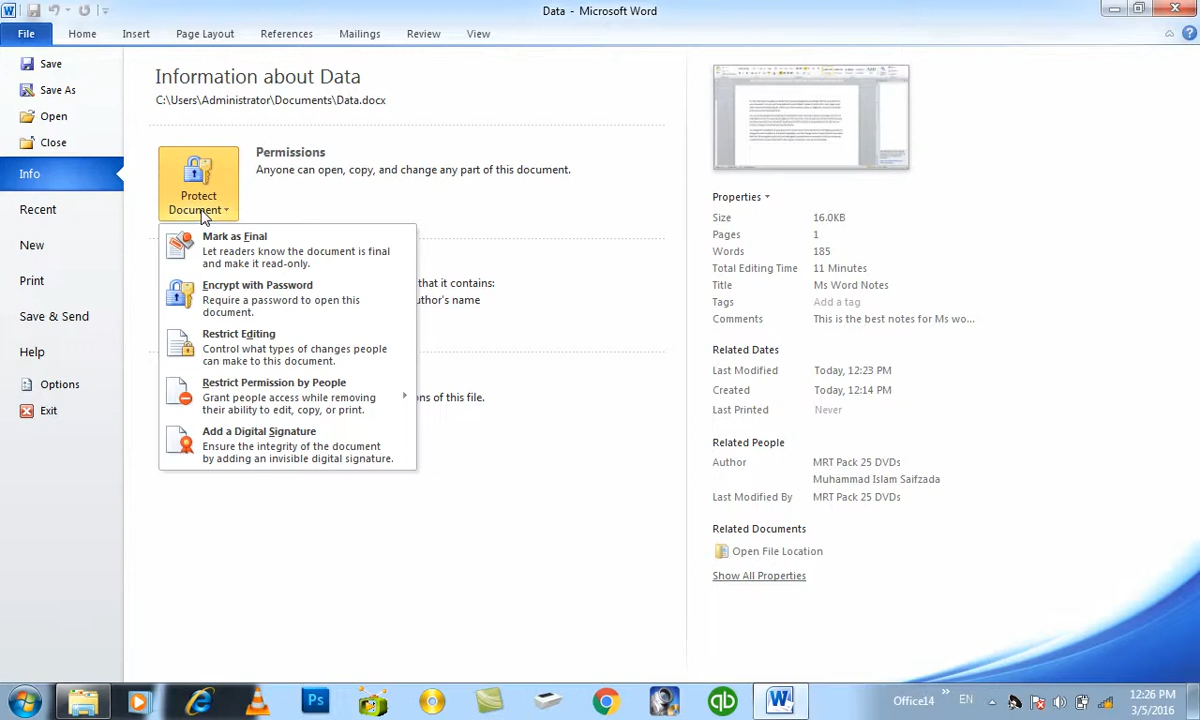 Data - Microsoft Word
File Home Insert Page Layout References Mailings Review View
Save
Save As
Open
Close
Info
Recent
New
Print
Save & Send
Help
Options
Exit
Information about Data
C:\Users\Administrator\Documents\Data.docx
Protect
Document
Permissions
Anyone can open, copy, and change any part of this document.
Mark as Final
Let readers know the document is final
and make it read-only.
Encrypt with Password
Require a password to open this
document.
Restrict Editing
Control what types of changes people
can make to this document.
Restrict Permission by People
Grant people access while removing
their ability to edit, copy, or print.
Add a Digital Signature
Ensure the integrity of the document
by adding an invisible digital signature.
that it contains:
uthor's name
ns of this file.
Properties
Size 16.0KB
Pages 1
Words 185
Total Editing Time 11 Minutes
Title Ms Word Notes
Tags Add a tag
Comments This is the best notes for Ms wo...
Related Dates
Last Modified Today, 12:23 PM
Created Today, 12:14 PM
Last Printed Never
Related People
Author MRT Pack 25 DVDs
Muhammad Islam Saifzada
Last Modified By MRT Pack 25 DVDs
Related Documents
Open File Location
Show All Properties
Office14 » EN
12:26 PM
3/5/2016